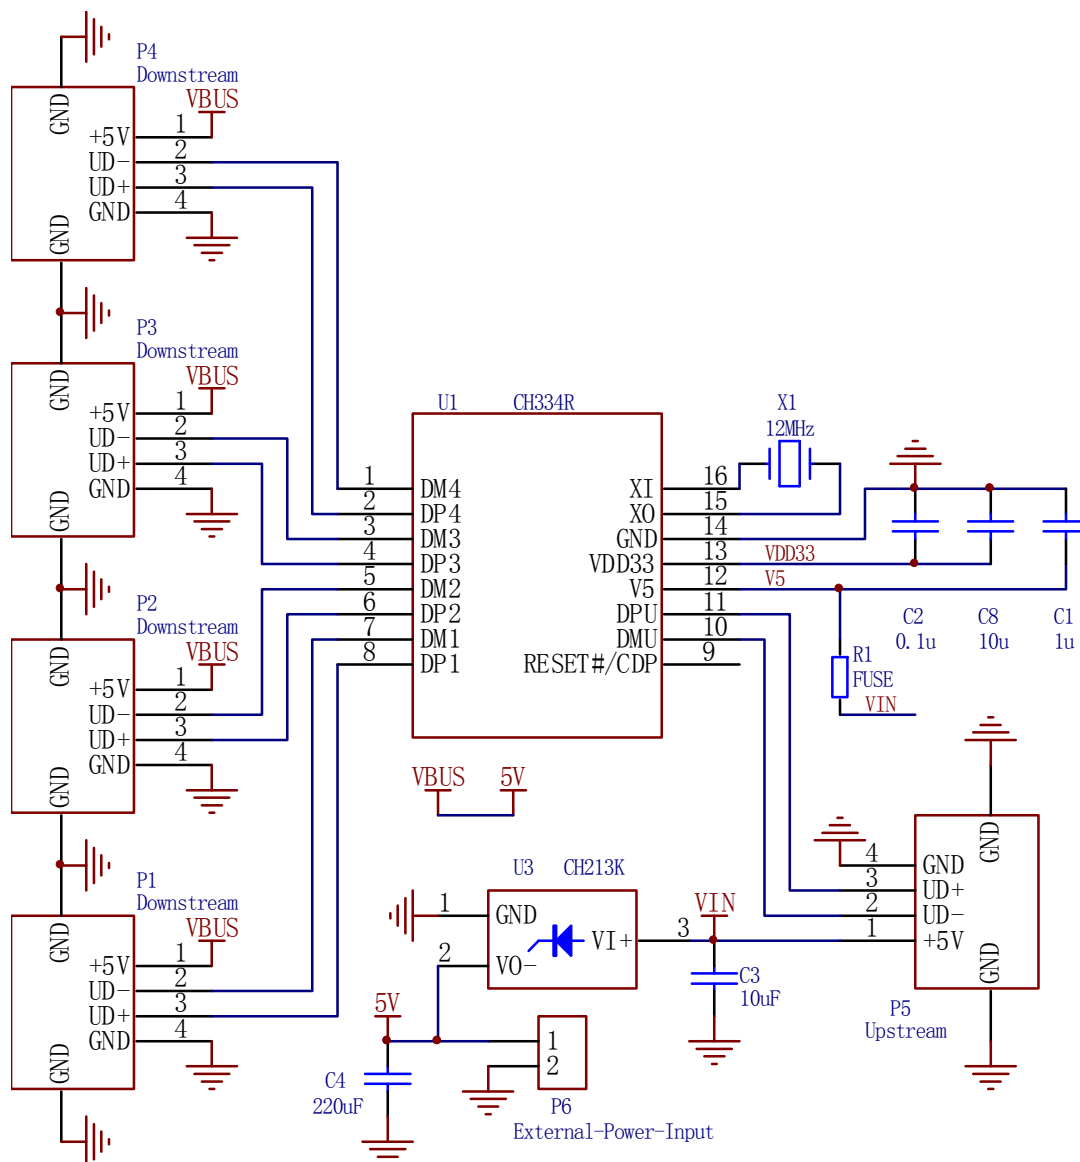 P4
Downstream
VBUS
GND
+5V 1
UD- 2
UD+ 3
GND 4
GND
P3
Downstream
VBUS
GND
+5V 1
UD- 2
UD+ 3
GND 4
GND
P2
Downstream
VBUS
GND
+5V 1
UD- 2
UD+ 3
GND 4
GND
P1
Downstream
VBUS
GND
+5V 1
UD- 2
UD+ 3
GND 4
GND
U1 CH334R
1 DM4
2 DP4
3 DM3
4 DP3
5 DM2
6 DP2
7 DM1
8 DP1
XI 16
XO 15
GND 14
VDD33 13
V5 12
DPU 11
DMU 10
RESET#/CDP 9
X1
12MHz
VDD33
V5
C2
0.1u
C8
10u
C1
1u
R1
FUSE
VIN
VBUS 5V
U3 CH213K
1 GND
2 VO-
VI+ 3
VIN
C3
10uF
GND
4 GND
3 UD+
2 UD-
1 +5V
GND
P5
Upstream
5V
C4
220uF
1
2
P6
External-Power-Input